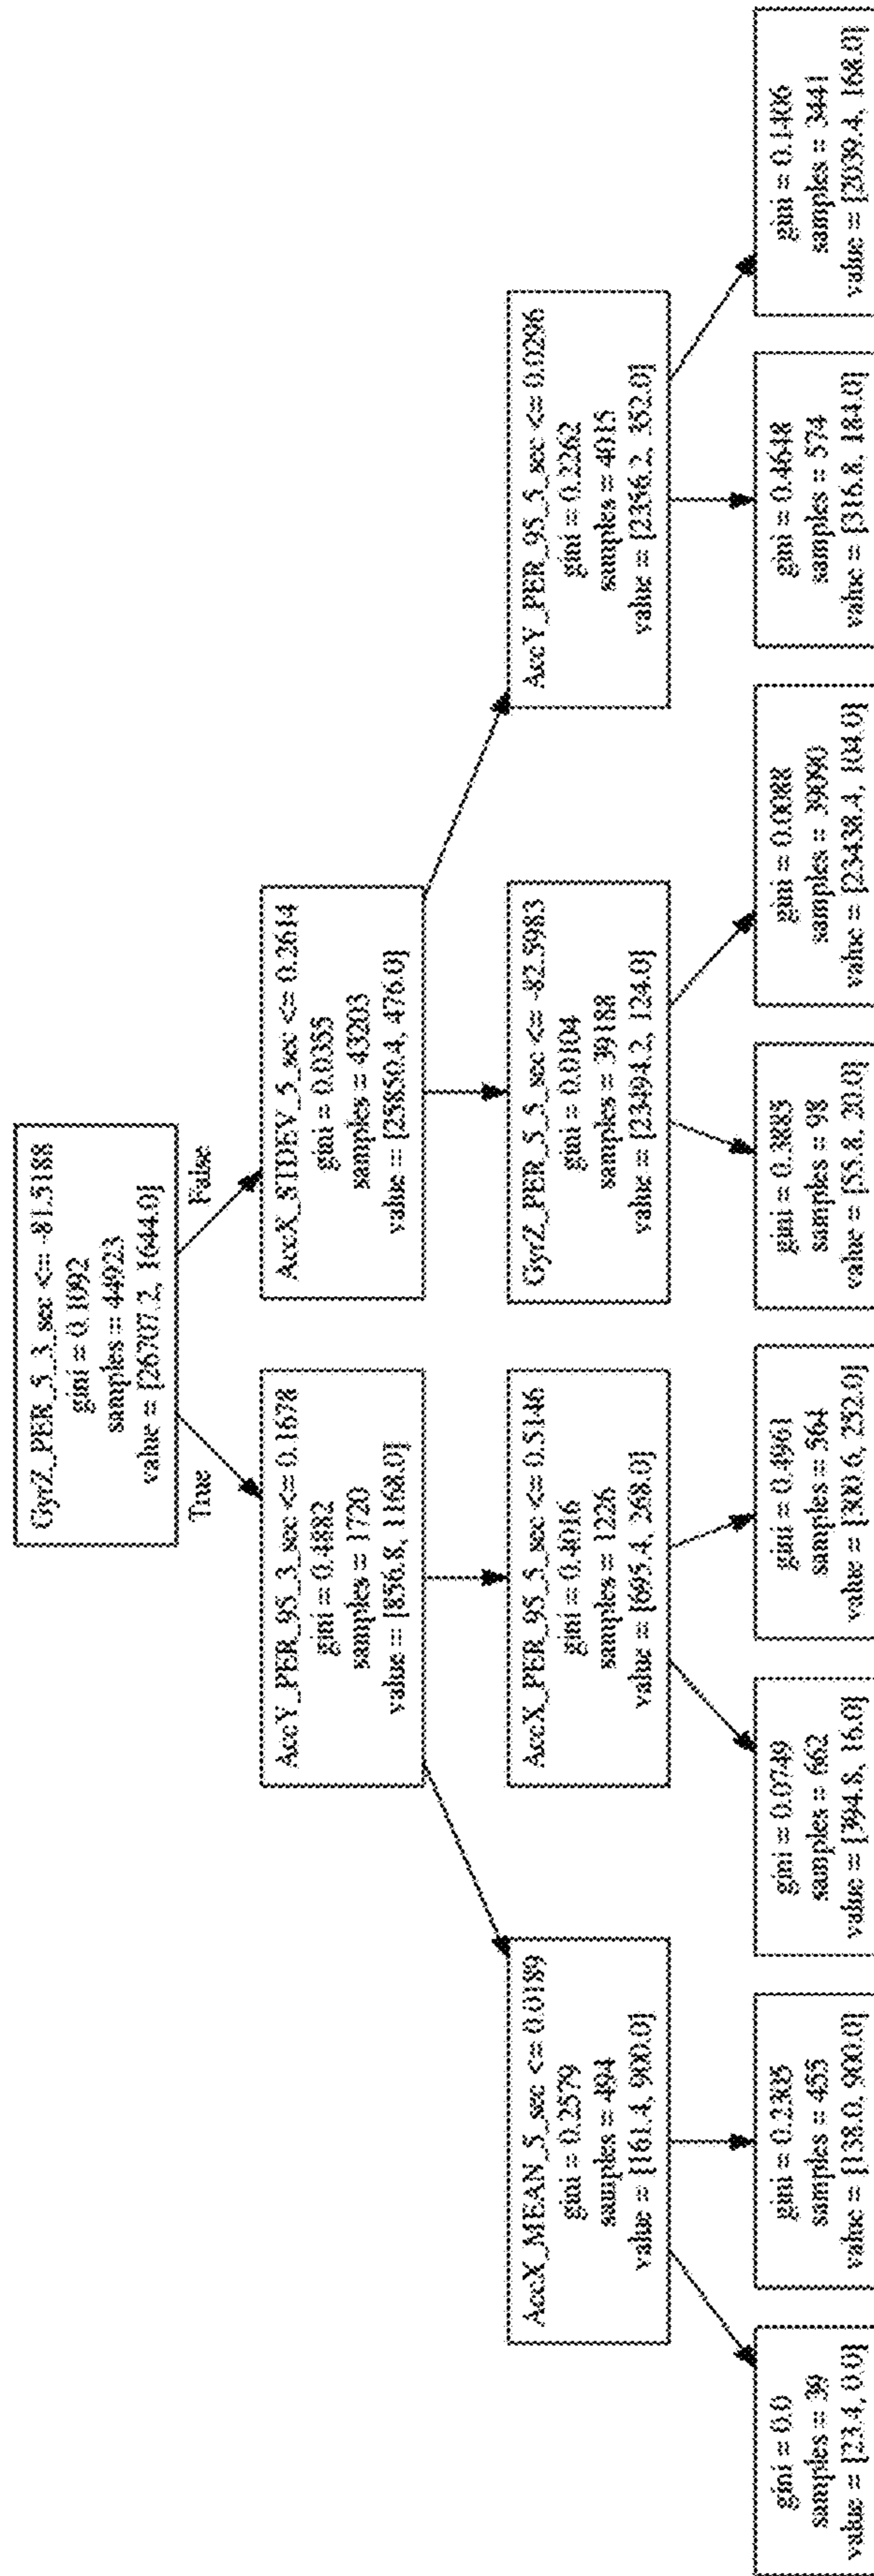 GyrZ_PER_5_3_sec <= -81.5188
gini = 0.1092
samples = 44923
value = [26707.2, 1644.0]
True
False
AccY_PER_95_3_sec <= 0.1678
gini = 0.4882
samples = 1720
value = [856.8, 1168.0]
AccX_STDEV_5_sec <= 0.2614
gini = 0.0355
samples = 43203
value = [25850.4, 476.0]
AccX_MEAN_5_sec <= 0.0189
gini = 0.2579
samples = 494
value = [161.4, 900.0]
AccX_PER_95_5_sec <= 0.5146
gini = 0.4016
samples = 1226
value = [695.4, 268.0]
GyrZ_PER_5_5_sec <= -82.5983
gini = 0.0104
samples = 39188
value = [23494.2, 124.0]
AccY_PER_95_5_sec <= 0.0296
gini = 0.2262
samples = 4015
value = [2356.2, 352.0]
gini = 0.0
samples = 39
value = [23.4, 0.0]
gini = 0.2305
samples = 455
value = [138.0, 900.0]
gini = 0.0749
samples = 662
value = [394.8, 16.0]
gini = 0.4961
samples = 564
value = [300.6, 252.0]
gini = 0.3885
samples = 98
value = [55.8, 20.0]
gini = 0.0088
samples = 39090
value = [23438.4, 104.0]
gini = 0.4648
samples = 574
value = [316.8, 184.0]
gini = 0.1406
samples = 3441
value = [2039.4, 168.0]